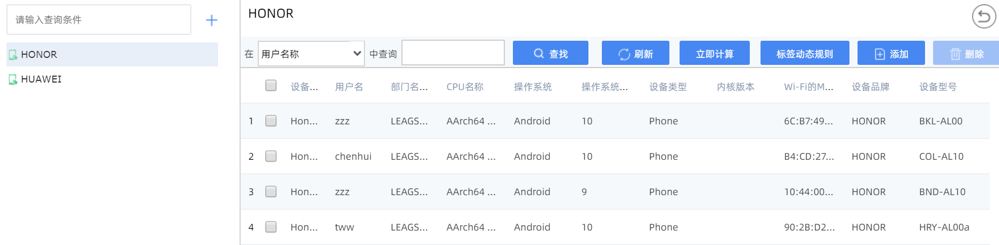 请输入查询条件
HONOR
HUAWEI
HONOR
在 用户名称 中查询 查找 刷新 立即计算 标签动态规则 添加 删除
设备... 用户名 部门名... CPU名称 操作系统 操作系统... 设备类型 内核版本 Wi-Fi的M... 设备品牌 设备型号
1 Hon... zzz LEAGS... AArch64 ... Android 10 Phone 6C:B7:49... HONOR BKL-AL00
2 Hon... chenhui LEAGS... AArch64 ... Android 10 Phone B4:CD:27... HONOR COL-AL10
3 Hon... zzz LEAGS... AArch64 ... Android 9 Phone 10:44:00... HONOR BND-AL10
4 Hon... tww LEAGS... AArch64 ... Android 10 Phone 90:2B:D2... HONOR HRY-AL00a